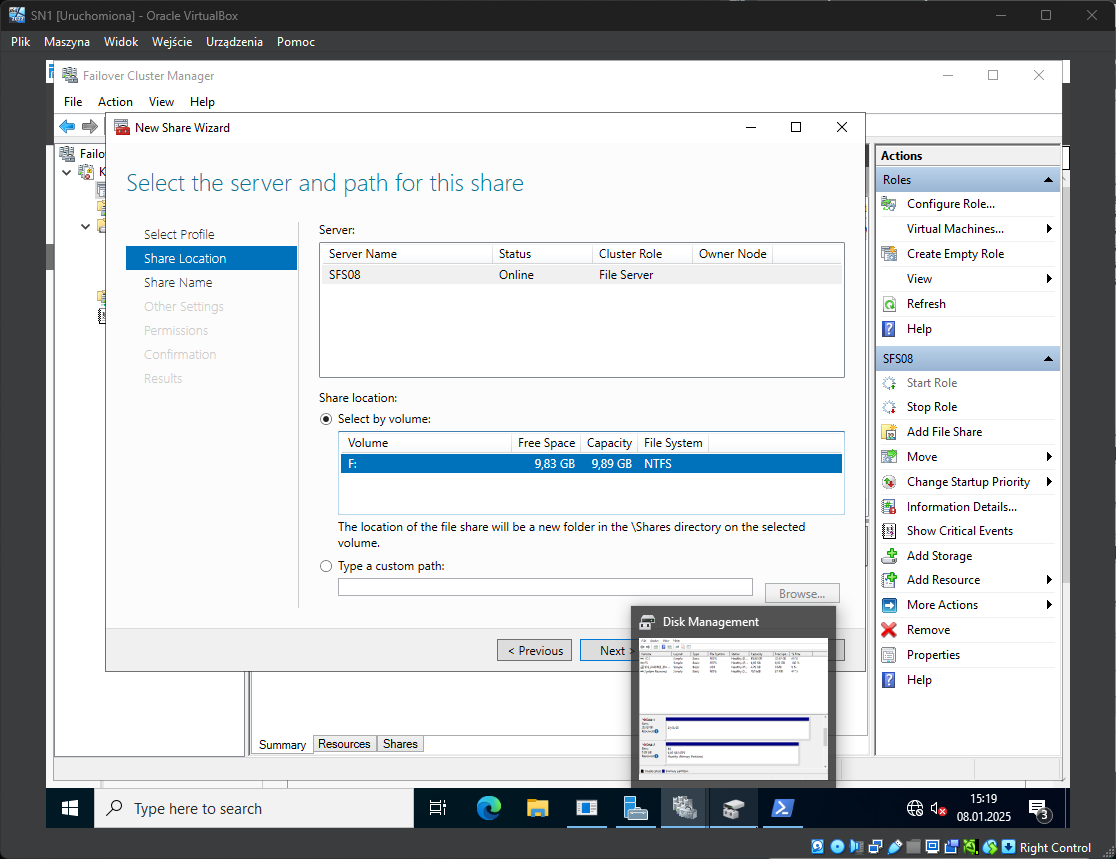 SN1 [Uruchomiona] - Oracle VirtualBox
Plik Maszyna Widok Wejście Urządzenia Pomoc
Failover Cluster Manager
File Action View Help
New Share Wizard
Select the server and path for this share
Failo
K
Select Profile
Share Location
Share Name
Other Settings
Permissions
Confirmation
Results
Server:
Server Name Status Cluster Role Owner Node
SFS08 Online File Server
Share location:
Select by volume:
Volume Free Space Capacity File System
F: 9,83 GB 9,89 GB NTFS
The location of the file share will be a new folder in the \Shares directory on the selected
volume.
Type a custom path:
Browse...
< Previous Next >
Disk Management
Summary Resources Shares
Actions
Roles
Configure Role...
Virtual Machines...
Create Empty Role
View
Refresh
Help
SFS08
Start Role
Stop Role
Add File Share
Move
Change Startup Priority
Information Details...
Show Critical Events
Add Storage
Add Resource
More Actions
Remove
Properties
Help
Type here to search
15:19
08.01.2025
3
Right Control